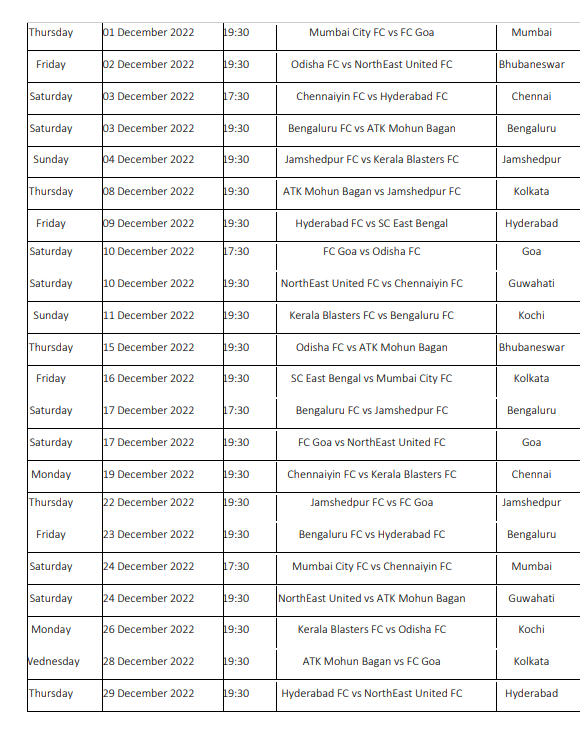 Thursday 01 December 2022 19:30 Mumbai City FC vs FC Goa Mumbai
Friday 02 December 2022 19:30 Odisha FC vs NorthEast United FC Bhubaneswar
Saturday 03 December 2022 17:30 Chennaiyin FC vs Hyderabad FC Chennai
Saturday 03 December 2022 19:30 Bengaluru FC vs ATK Mohun Bagan Bengaluru
Sunday 04 December 2022 19:30 Jamshedpur FC vs Kerala Blasters FC Jamshedpur
Thursday 08 December 2022 19:30 ATK Mohun Bagan vs Jamshedpur FC Kolkata
Friday 09 December 2022 19:30 Hyderabad FC vs SC East Bengal Hyderabad
Saturday 10 December 2022 17:30 FC Goa vs Odisha FC Goa
Saturday 10 December 2022 19:30 NorthEast United FC vs Chennaiyin FC Guwahati
Sunday 11 December 2022 19:30 Kerala Blasters FC vs Bengaluru FC Kochi
Thursday 15 December 2022 19:30 Odisha FC vs ATK Mohun Bagan Bhubaneswar
Friday 16 December 2022 19:30 SC East Bengal vs Mumbai City FC Kolkata
Saturday 17 December 2022 17:30 Bengaluru FC vs Jamshedpur FC Bengaluru
Saturday 17 December 2022 19:30 FC Goa vs NorthEast United FC Goa
Monday 19 December 2022 19:30 Chennaiyin FC vs Kerala Blasters FC Chennai
Thursday 22 December 2022 19:30 Jamshedpur FC vs FC Goa Jamshedpur
Friday 23 December 2022 19:30 Bengaluru FC vs Hyderabad FC Bengaluru
Saturday 24 December 2022 17:30 Mumbai City FC vs Chennaiyin FC Mumbai
Saturday 24 December 2022 19:30 NorthEast United vs ATK Mohun Bagan Guwahati
Monday 26 December 2022 19:30 Kerala Blasters FC vs Odisha FC Kochi
Wednesday 28 December 2022 19:30 ATK Mohun Bagan vs FC Goa Kolkata
Thursday 29 December 2022 19:30 Hyderabad FC vs NorthEast United FC Hyderabad